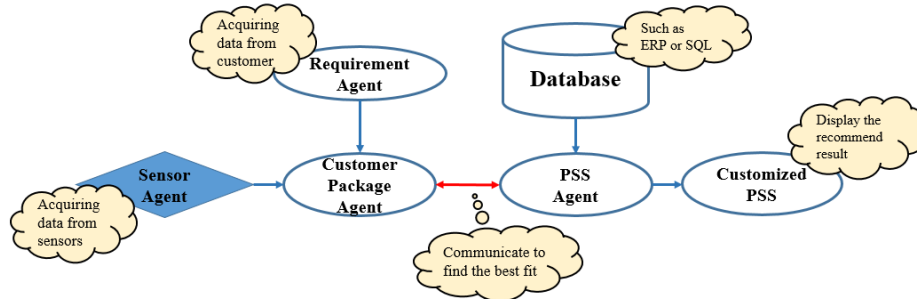 Acquiring
data from
customer
Requirement
Agent
Such as
ERP or SQL
Database
Display the
recommend
result
Sensor
Agent
Customer
Package
Agent
PSS
Agent
Customized
PSS
Acquiring
data from
sensors
Communicate to
find the best fit